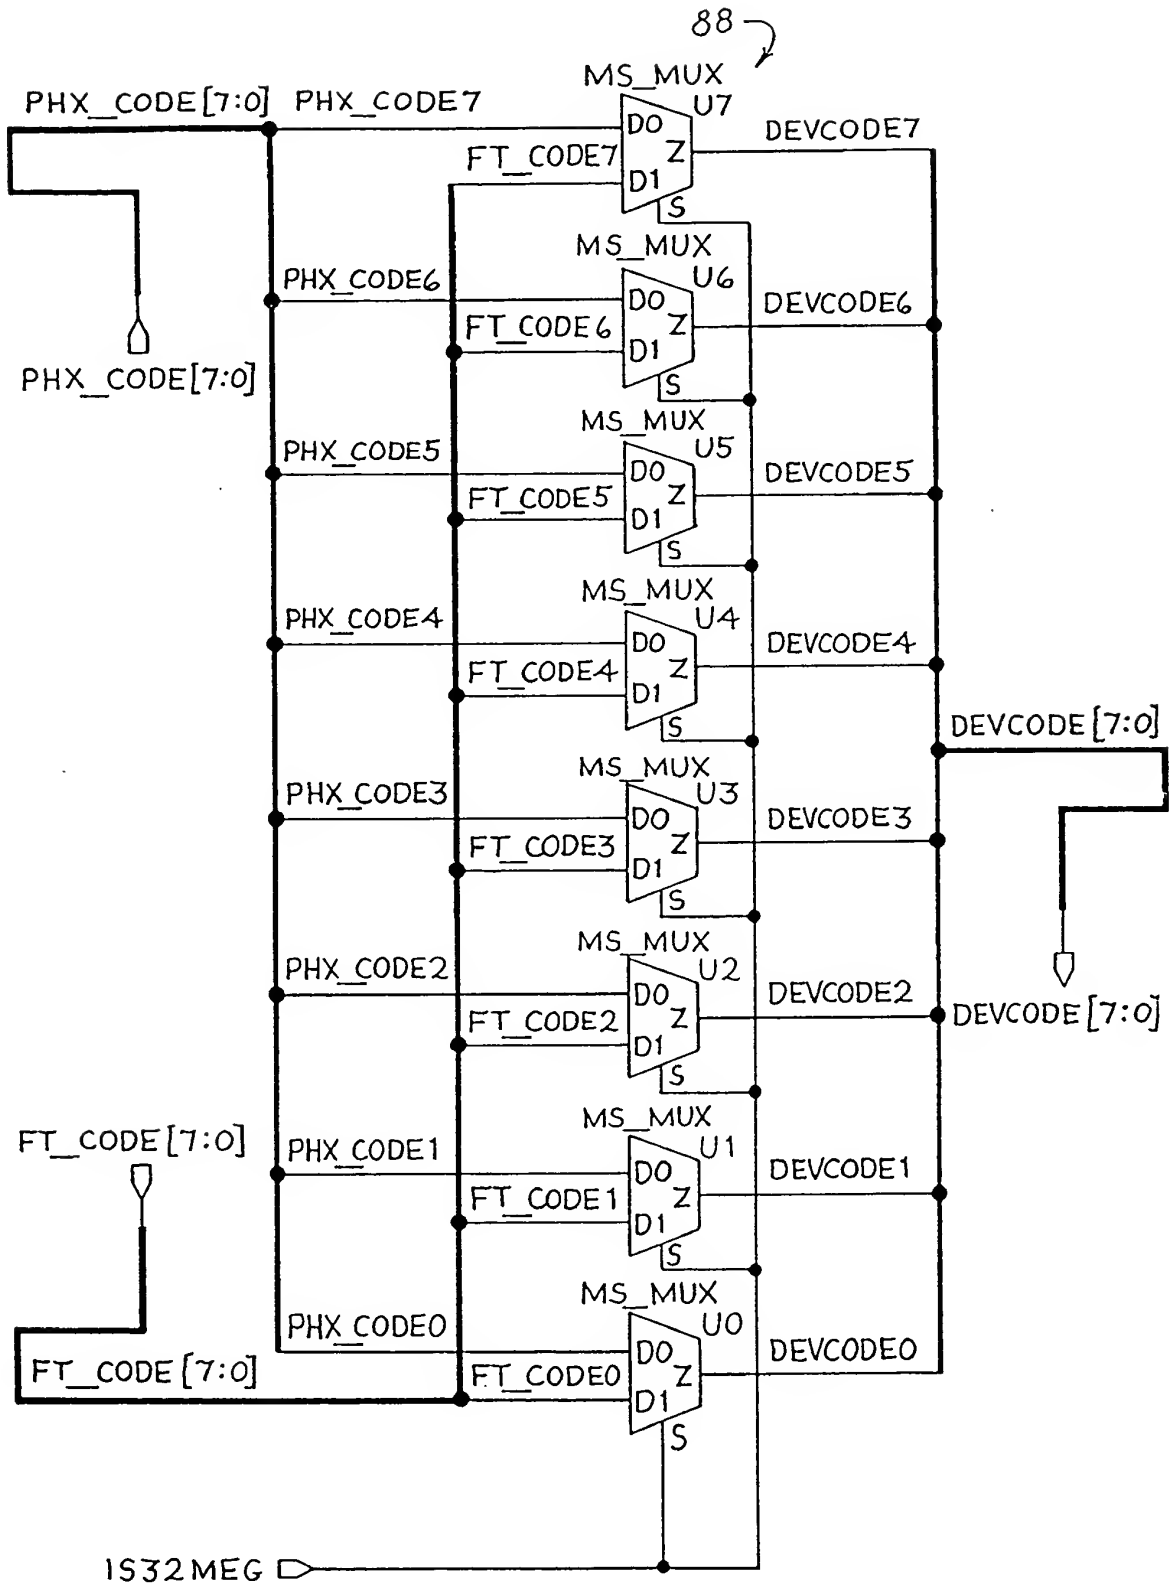 88
MS_MUX
PHX_CODE[7:0] PHX_CODE7 U7 DEVCODE7
D0
FT_CODE7 Z
D1
S
MS_MUX
PHX_CODE6 U6 DEVCODE6
D0
FT_CODE6 Z
D1
PHX_CODE[7:0] S
MS_MUX
PHX_CODE5 U5 DEVCODE5
D0
FT_CODE5 Z
D1
S
MS_MUX
PHX_CODE4 U4 DEVCODE4
D0
FT_CODE4 Z
D1
S
DEVCODE[7:0]
MS_MUX
PHX_CODE3 U3 DEVCODE3
D0
FT_CODE3 Z
D1
S
MS_MUX
PHX_CODE2 U2 DEVCODE2
D0
FT_CODE2 Z DEVCODE[7:0]
D1
S
MS_MUX
FT_CODE[7:0] PHX_CODE1 U1 DEVCODE1
D0
FT_CODE1 Z
D1
S
MS_MUX
PHX_CODE0 U0 DEVCODE0
D0
FT_CODE[7:0] FT_CODE0 Z
D1
S
IS32MEG